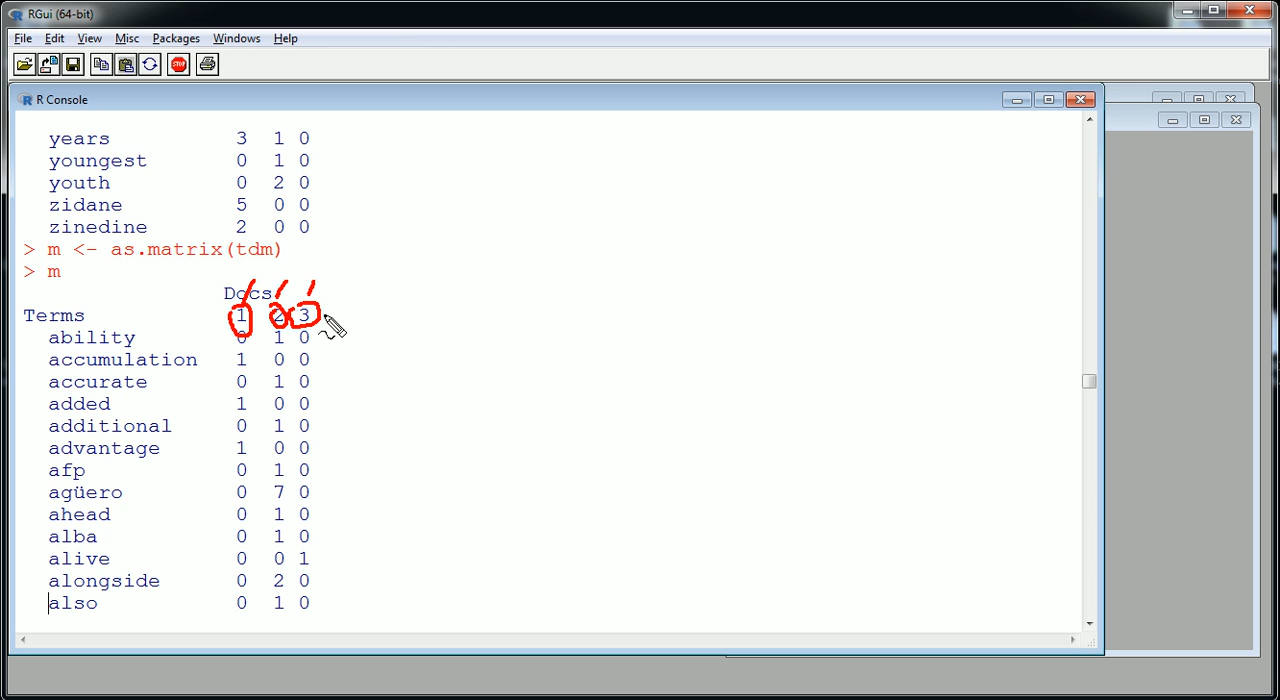 RGui (64-bit)
File Edit View Misc Packages Windows Help
STOP
R Console
years 3 1 0
youngest 0 1 0
youth 0 2 0
zidane 5 0 0
zinedine 2 0 0
> m <- as.matrix(tdm)
> m
Docs
Terms 1 2 3
ability 0 1 0
accumulation 1 0 0
accurate 0 1 0
added 1 0 0
additional 0 1 0
advantage 1 0 0
afp 0 1 0
agüero 0 7 0
ahead 0 1 0
alba 0 1 0
alive 0 0 1
alongside 0 2 0
also 0 1 0